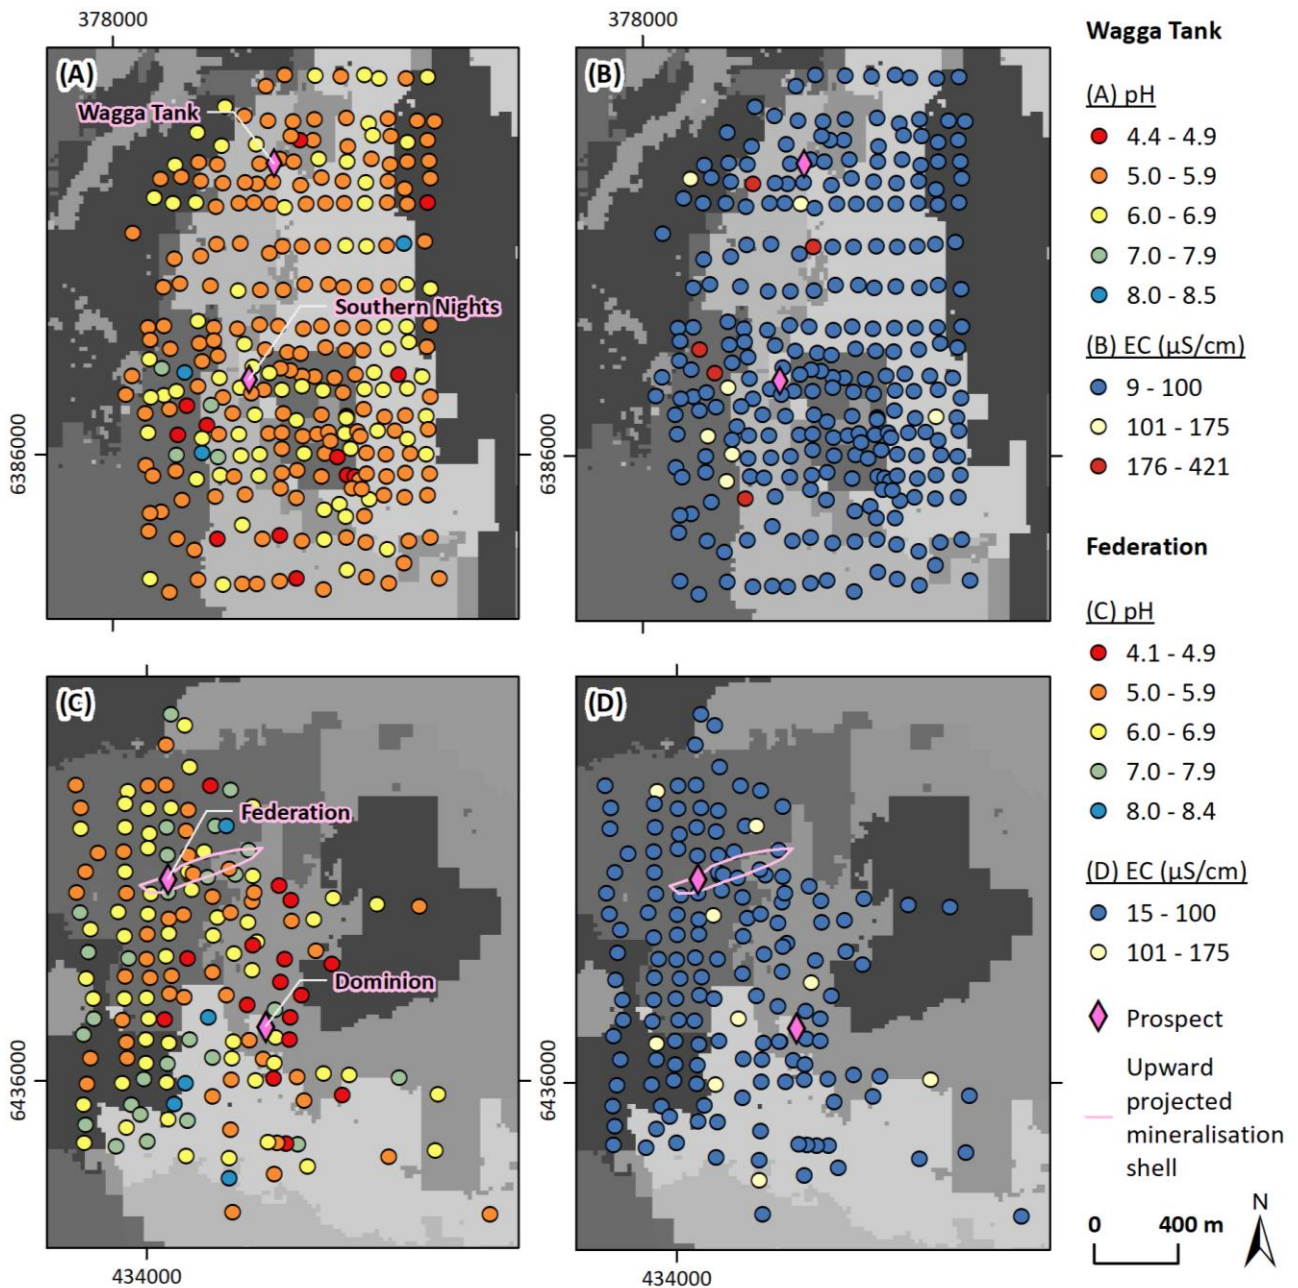 378000
378000
(A)
Wagga Tank
Southern Nights
6386000
(B)
6386000
(C)
Federation
Dominion
6436000
434000
(D)
6436000
434000
Wagga Tank
(A) pH
4.4 - 4.9
5.0 - 5.9
6.0 - 6.9
7.0 - 7.9
8.0 - 8.5
(B) EC (µS/cm)
9 - 100
101 - 175
176 - 421
Federation
(C) pH
4.1 - 4.9
5.0 - 5.9
6.0 - 6.9
7.0 - 7.9
8.0 - 8.4
(D) EC (µS/cm)
15 - 100
101 - 175
Prospect
Upward
projected
mineralisation
shell
0 400 m
N